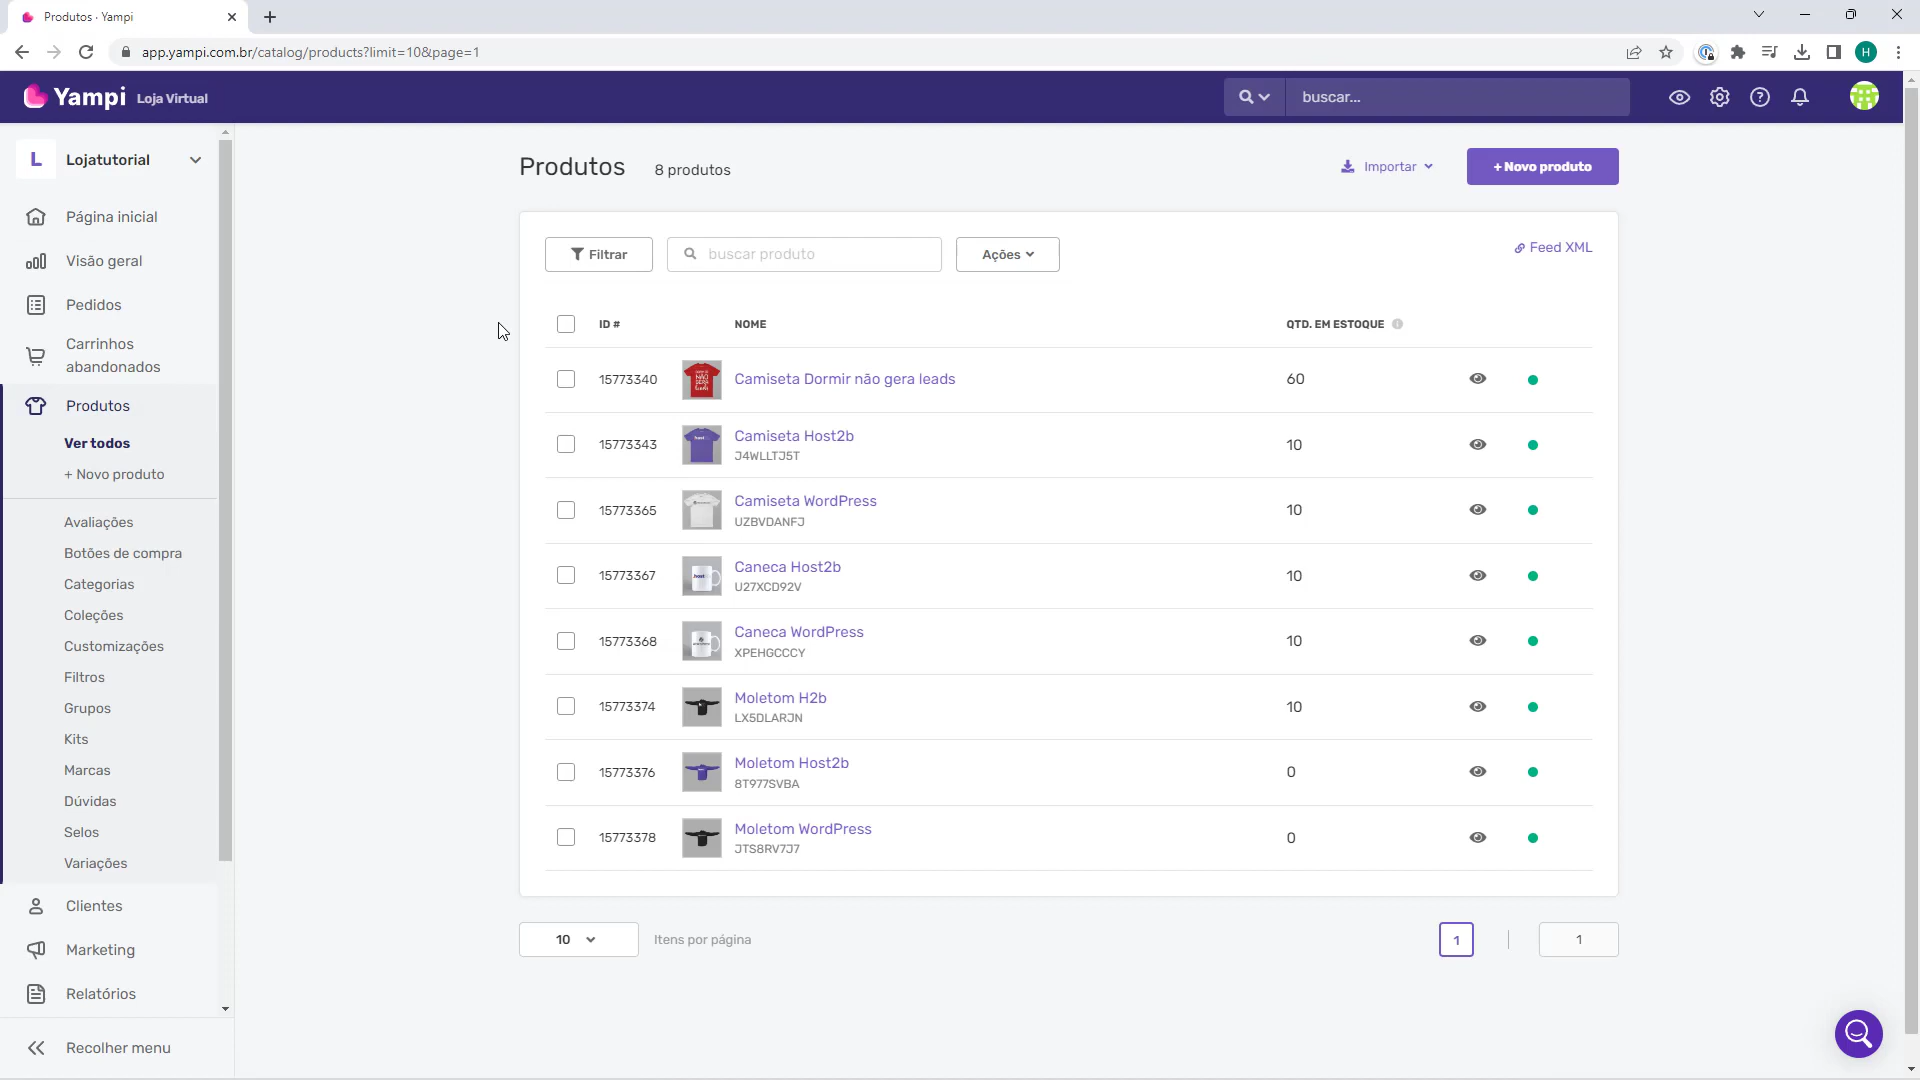 Produtos · Yampi
app.yampi.com.br/catalog/products?limit=10&page=1
H
Yampi Loja Virtual
buscar...
L Lojatutorial
Página inicial
Visão geral
Pedidos
Carrinhos
abandonados
Produtos
Ver todos
+ Novo produto
Avaliações
Botões de compra
Categorias
Coleções
Customizações
Filtros
Grupos
Kits
Marcas
Dúvidas
Selos
Variações
Clientes
Marketing
Relatórios
Recolher menu
Produtos 8 produtos
Importar
+ Novo produto
Filtrar
buscar produto
Ações
Feed XML
ID # NOME QTD. EM ESTOQUE
15773340 Camiseta Dormir não gera leads 60
15773343 Camiseta Host2b 10
J4WLLTJ5T
15773365 Camiseta WordPress 10
UZBVDANFJ
15773367 Caneca Host2b 10
U27XCD92V
15773368 Caneca WordPress 10
XPEHGCCCY
15773374 Moletom H2b 10
LX5DLARJN
15773376 Moletom Host2b 0
8T977SVBA
15773378 Moletom WordPress 0
JTS8RV7J7
10 Itens por página
1 1